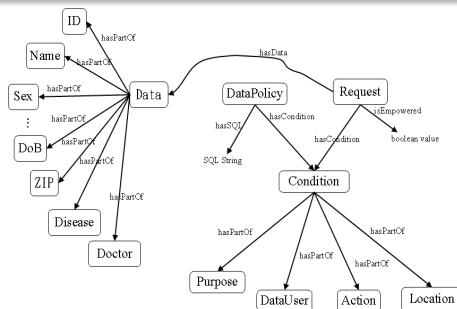 ID
hasPartOf
hasData
Name
hasPartOf
Sex
hasPartOf
Data
DataPolicy
Request
⋮
hasPartOf
isEmpowered
DoB
hasPartOf
hasSQL
hasCondition
hasCondition
boolean value
hasPartOf
SQL String
ZIP
Condition
hasPartOf
Disease
Doctor
hasPartOf
hasPartOf
hasPartOf
hasPartOf
Purpose
DataUser
Action
Location